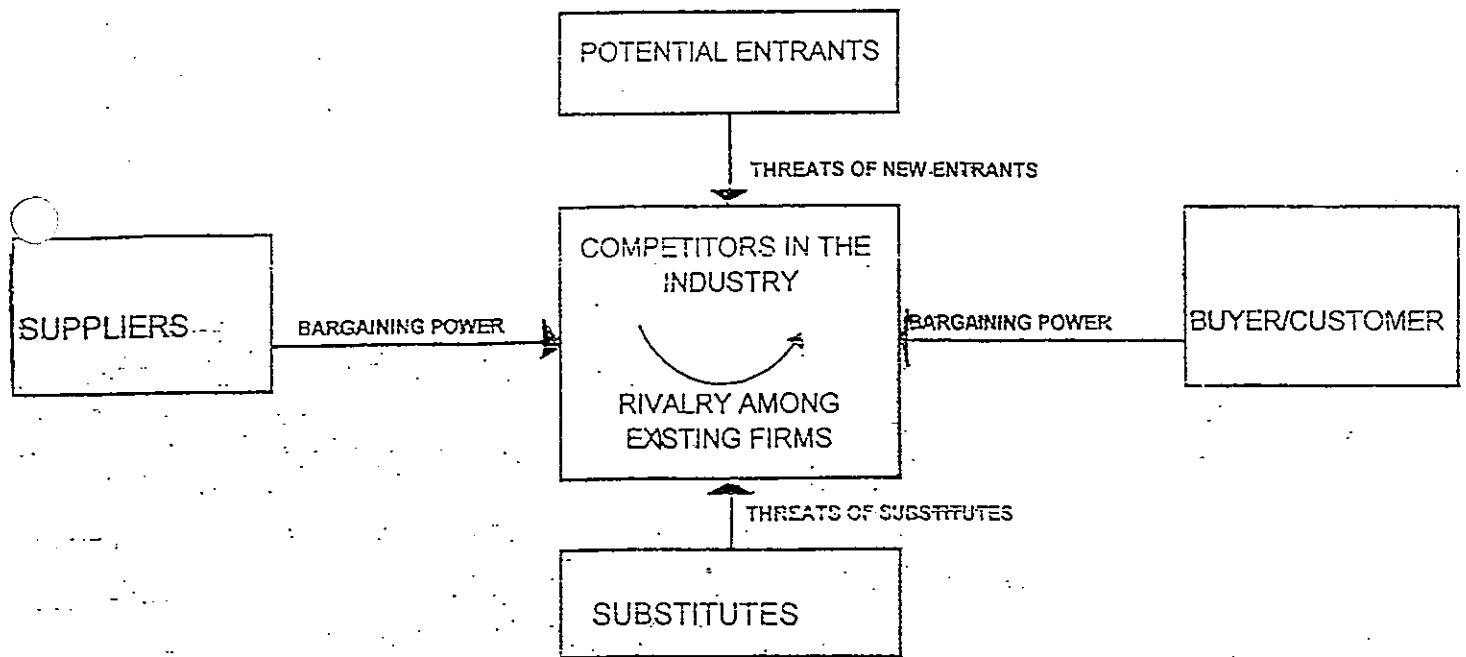 POTENTIAL ENTRANTS
THREATS OF NEW ENTRANTS
COMPETITORS IN THE
INDUSTRY
SUPPLIERS
BARGAINING POWER
BARGAINING POWER
BUYER/CUSTOMER
RIVALRY AMONG
EXISTING FIRMS
THREATS OF SUBSTITUTES
SUBSTITUTES